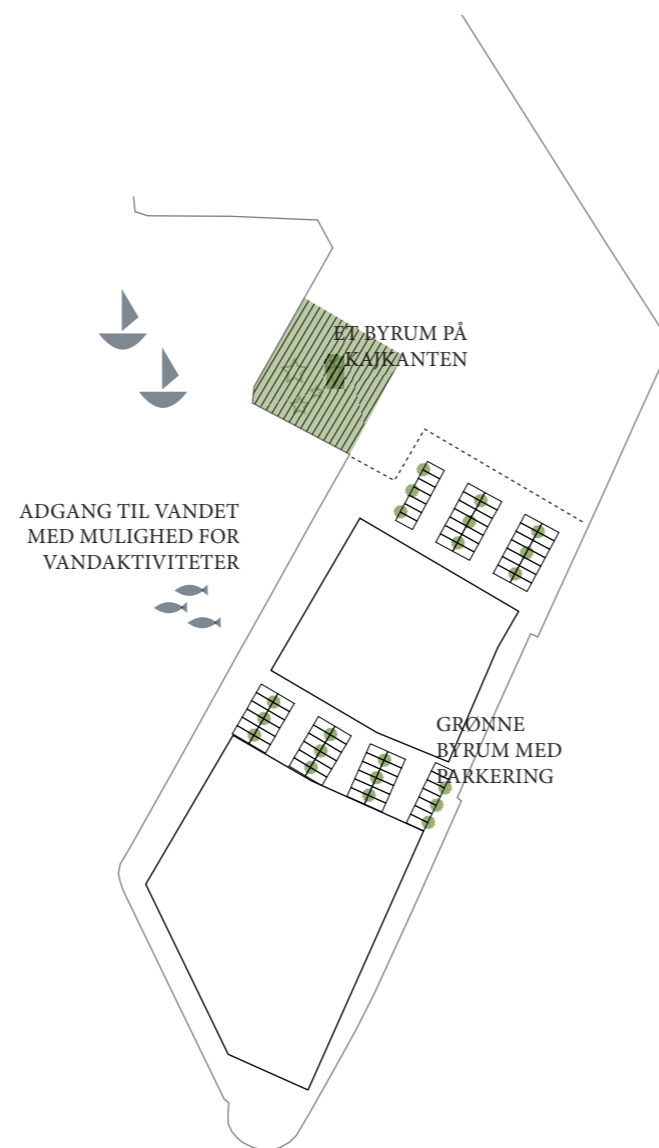 ET BYRUM PÅ
KAJKANTEN
ADGANG TIL VANDET
MED MULIGHED FOR
VANDAKTIVITETER
GRØNNE
BYRUM MED
PARKERING